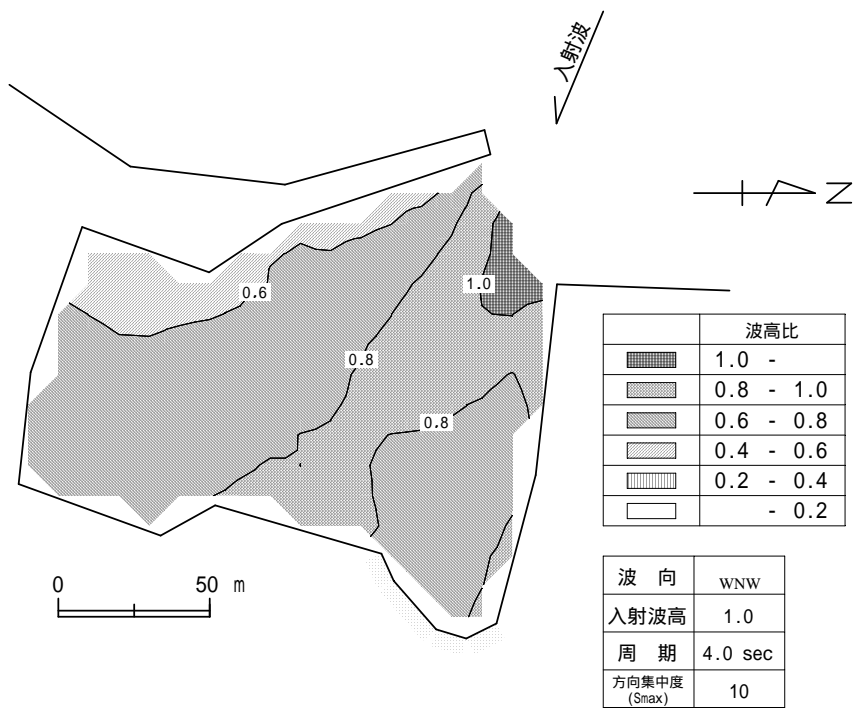 入射波
N
0.6
1.0
0.8
0.8
0 50 m
波高比
1.0 -
0.8 - 1.0
0.6 - 0.8
0.4 - 0.6
0.2 - 0.4
- 0.2
波 向 WNW
入射波高 1.0
周 期 4.0 sec
方向集中度
(Smax) 10